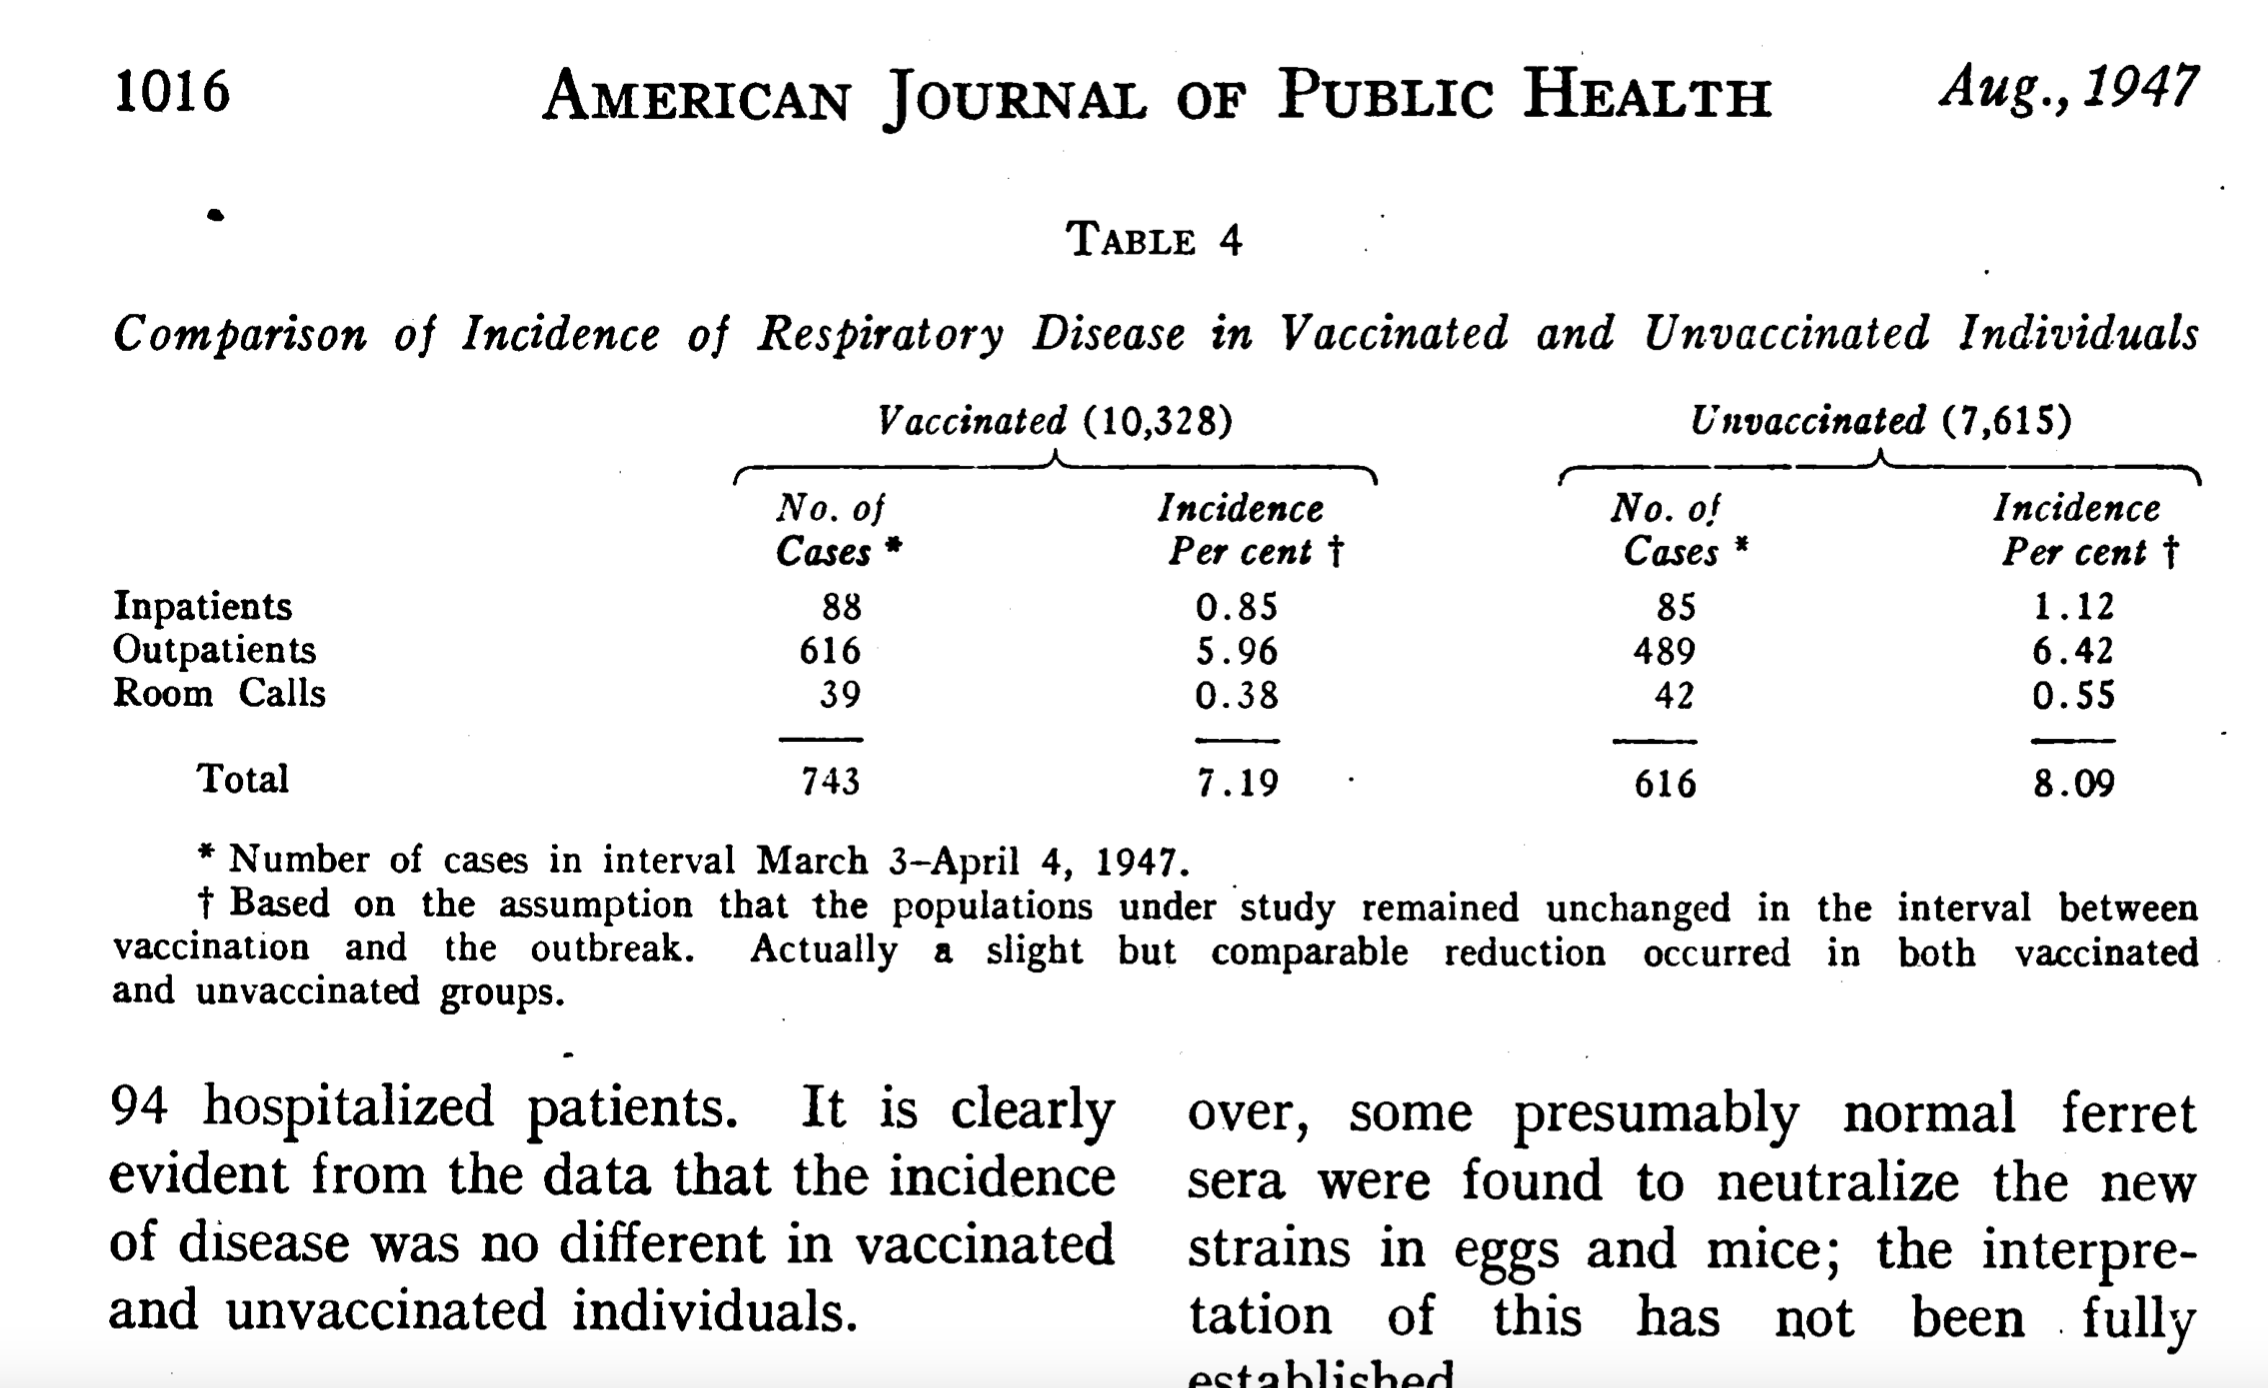 1016 AMERICAN JOURNAL OF PUBLIC HEALTH Aug., 1947
TABLE 4
Comparison of Incidence of Respiratory Disease in Vaccinated and Unvaccinated Individuals
Vaccinated (10,328) Unvaccinated (7,615)
No. of Incidence No. of Incidence
Cases * Per cent † Cases * Per cent †
Inpatients 88 0.85 85 1.12
Outpatients 616 5.96 489 6.42
Room Calls 39 0.38 42 0.55
Total 743 7.19 616 8.09
* Number of cases in interval March 3–April 4, 1947.
† Based on the assumption that the populations under study remained unchanged in the interval between
vaccination and the outbreak. Actually a slight but comparable reduction occurred in both vaccinated
and unvaccinated groups.
94 hospitalized patients. It is clearly
evident from the data that the incidence
of disease was no different in vaccinated
and unvaccinated individuals.
over, some presumably normal ferret
sera were found to neutralize the new
strains in eggs and mice; the interpre-
tation of this has not been fully
established